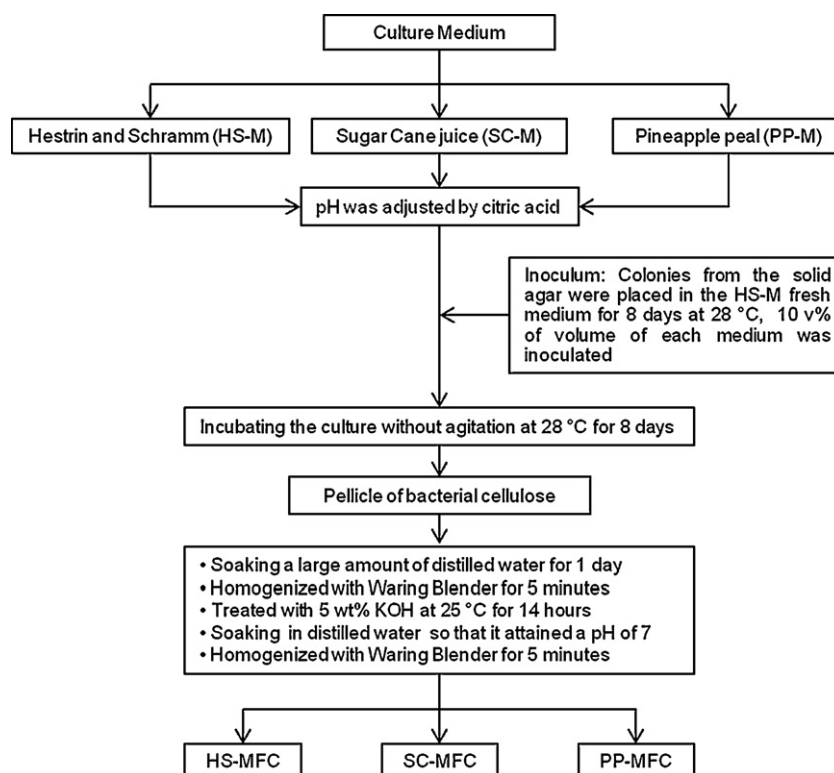 Culture Medium
Hestrin and Schramm (HS-M)
Sugar Cane juice (SC-M)
Pineapple peal (PP-M)
pH was adjusted by citric acid
Inoculum: Colonies from the solid
agar were placed in the HS-M fresh
medium for 8 days at 28 °C, 10 v%
of volume of each medium was
inoculated
Incubating the culture without agitation at 28 °C for 8 days
Pellicle of bacterial cellulose
• Soaking a large amount of distilled water for 1 day
• Homogenized with Waring Blender for 5 minutes
• Treated with 5 wt% KOH at 25 °C for 14 hours
• Soaking in distilled water so that it attained a pH of 7
• Homogenized with Waring Blender for 5 minutes
HS-MFC
SC-MFC
PP-MFC